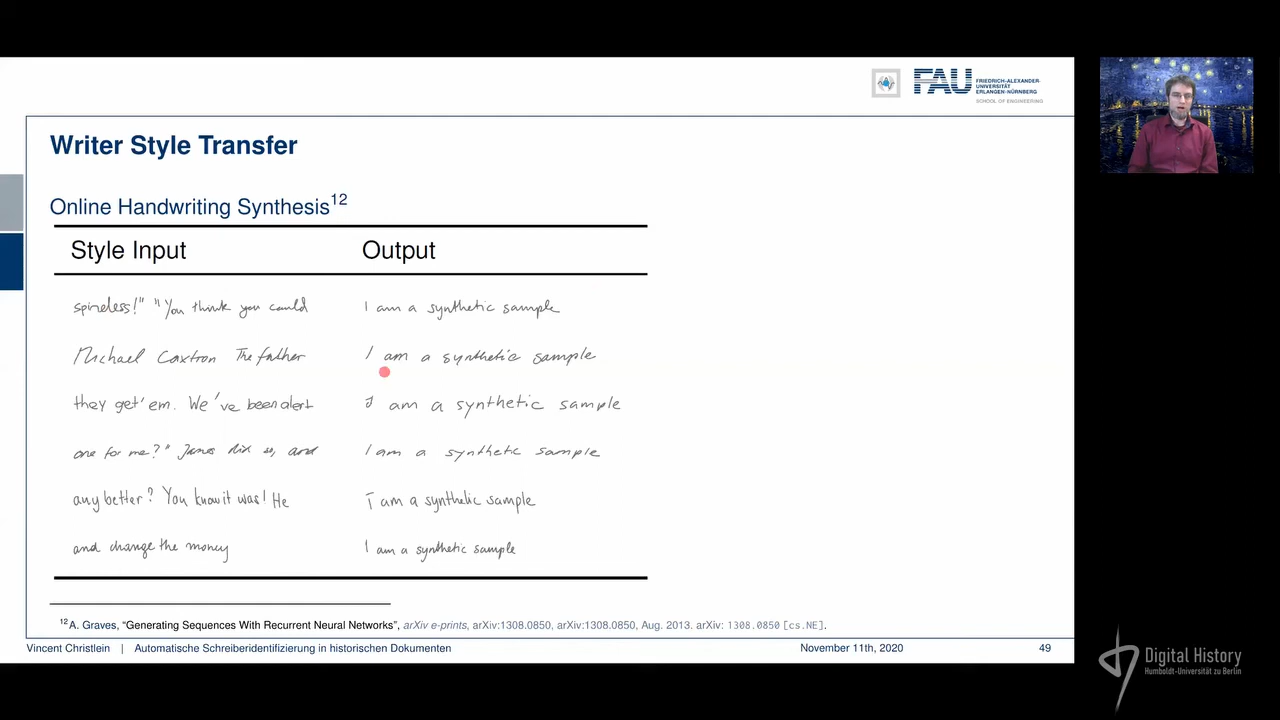 FAU FRIEDRICH-ALEXANDER
UNIVERSITÄT
ERLANGEN-NÜRNBERG
SCHOOL OF ENGINEERING
Writer Style Transfer
Online Handwriting Synthesis12
Style Input Output
spineless!" "You think you could I am a synthetic sample
Michael Caxton The father I am a synthetic sample
they get 'em. We've been alert I am a synthetic sample
one for me?" James and I am a synthetic sample
any better? You know it was! He I am a synthetic sample
and change the money I am a synthetic sample
12A. Graves, “Generating Sequences With Recurrent Neural Networks”, arXiv e-prints, arXiv:1308.0850, arXiv:1308.0850, Aug. 2013. arXiv: 1308.0850 [cs.NE].
Vincent Christlein | Automatische Schreiberidentifizierung in historischen Dokumenten November 11th, 2020 49
Digital History
Humboldt-Universität zu Berlin